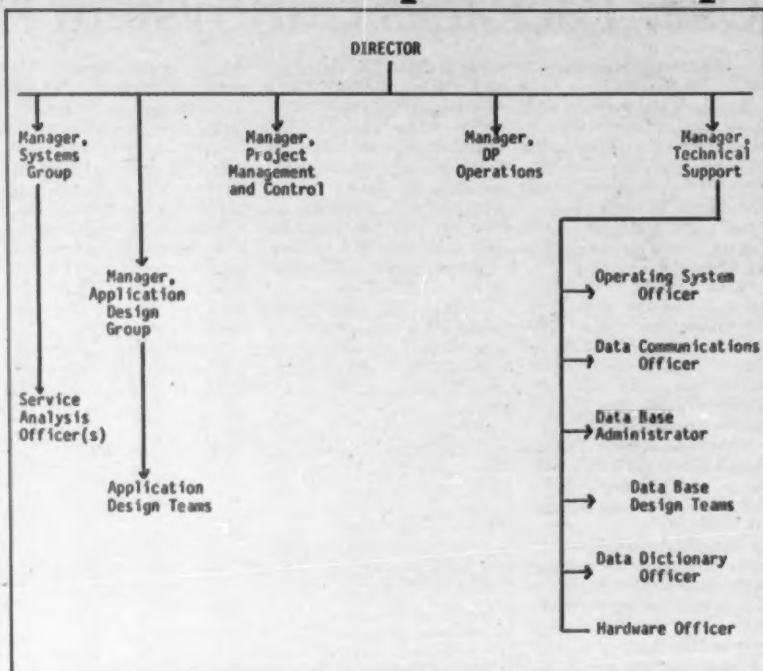 DIRECTOR
Manager,
Systems
Group
Manager,
Project
Management
and Control
Manager,
DP
Operations
Manager,
Technical
Support
Manager,
Application
Design
Group
Operating System
Officer
Data Communications
Officer
Service
Analysis
Officer(s)
Data Base
Administrator
Application
Design Teams
Data Base
Design Teams
Data Dictionary
Officer
Hardware Officer